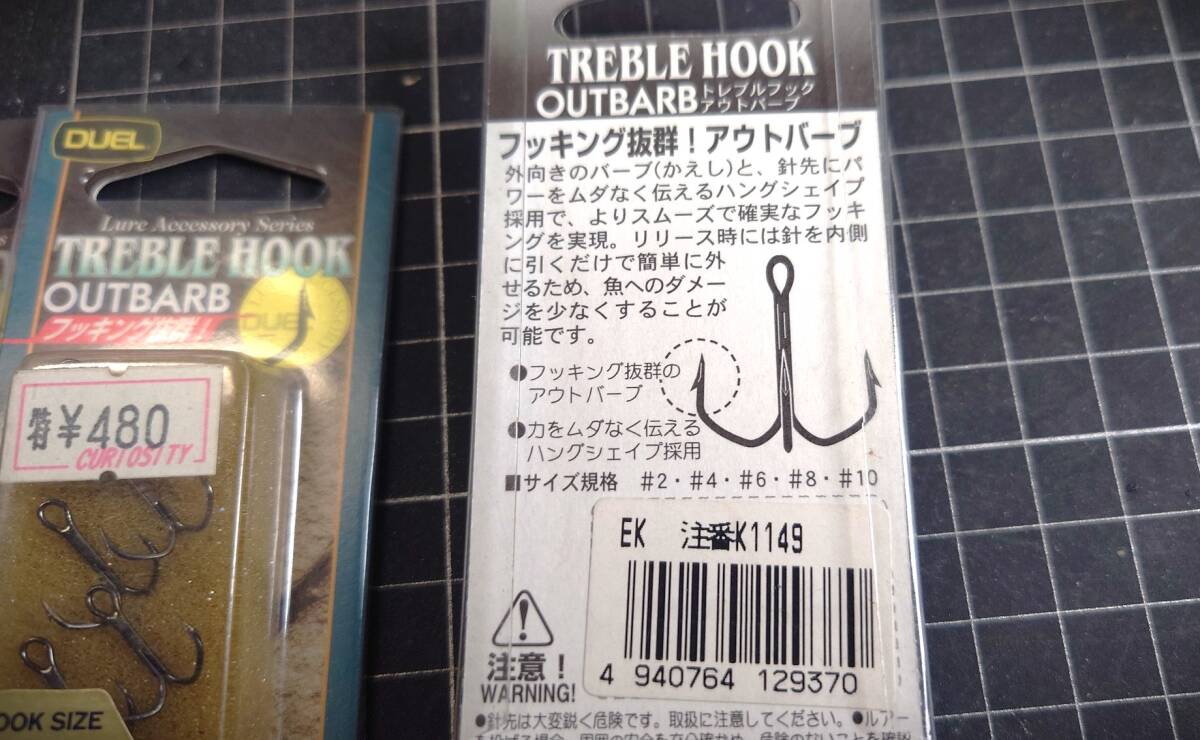 DUEL
Lure Accessory Series
TREBLE HOOK
OUTBARB
フッキング抜群!
DUEL
特 ¥480
CURIOSITY
HOOK SIZE
TREBLE HOOK
OUTBARB トレブルフック アウトバーブ
フッキング抜群!アウトバーブ
外向きのバーブ(かえし)と、針先にパ
ワーをムダなく伝えるハングシェイプ
採用で、よりスムーズで確実なフッキ
ングを実現。リリース時には針を内側
に引くだけで簡単に外
せるため、魚へのダメー
ジを少なくすることが
可能です。
●フッキング抜群の
アウトバーブ
●力をムダなく伝える
ハングシェイプ採用
■サイズ規格 #2・#4・#6・#8・#10
EK 注番K1149
4 940764 129370
注意!
WARNING!
●針先は大変鋭く危険です。取扱に注意してください。●ルアー